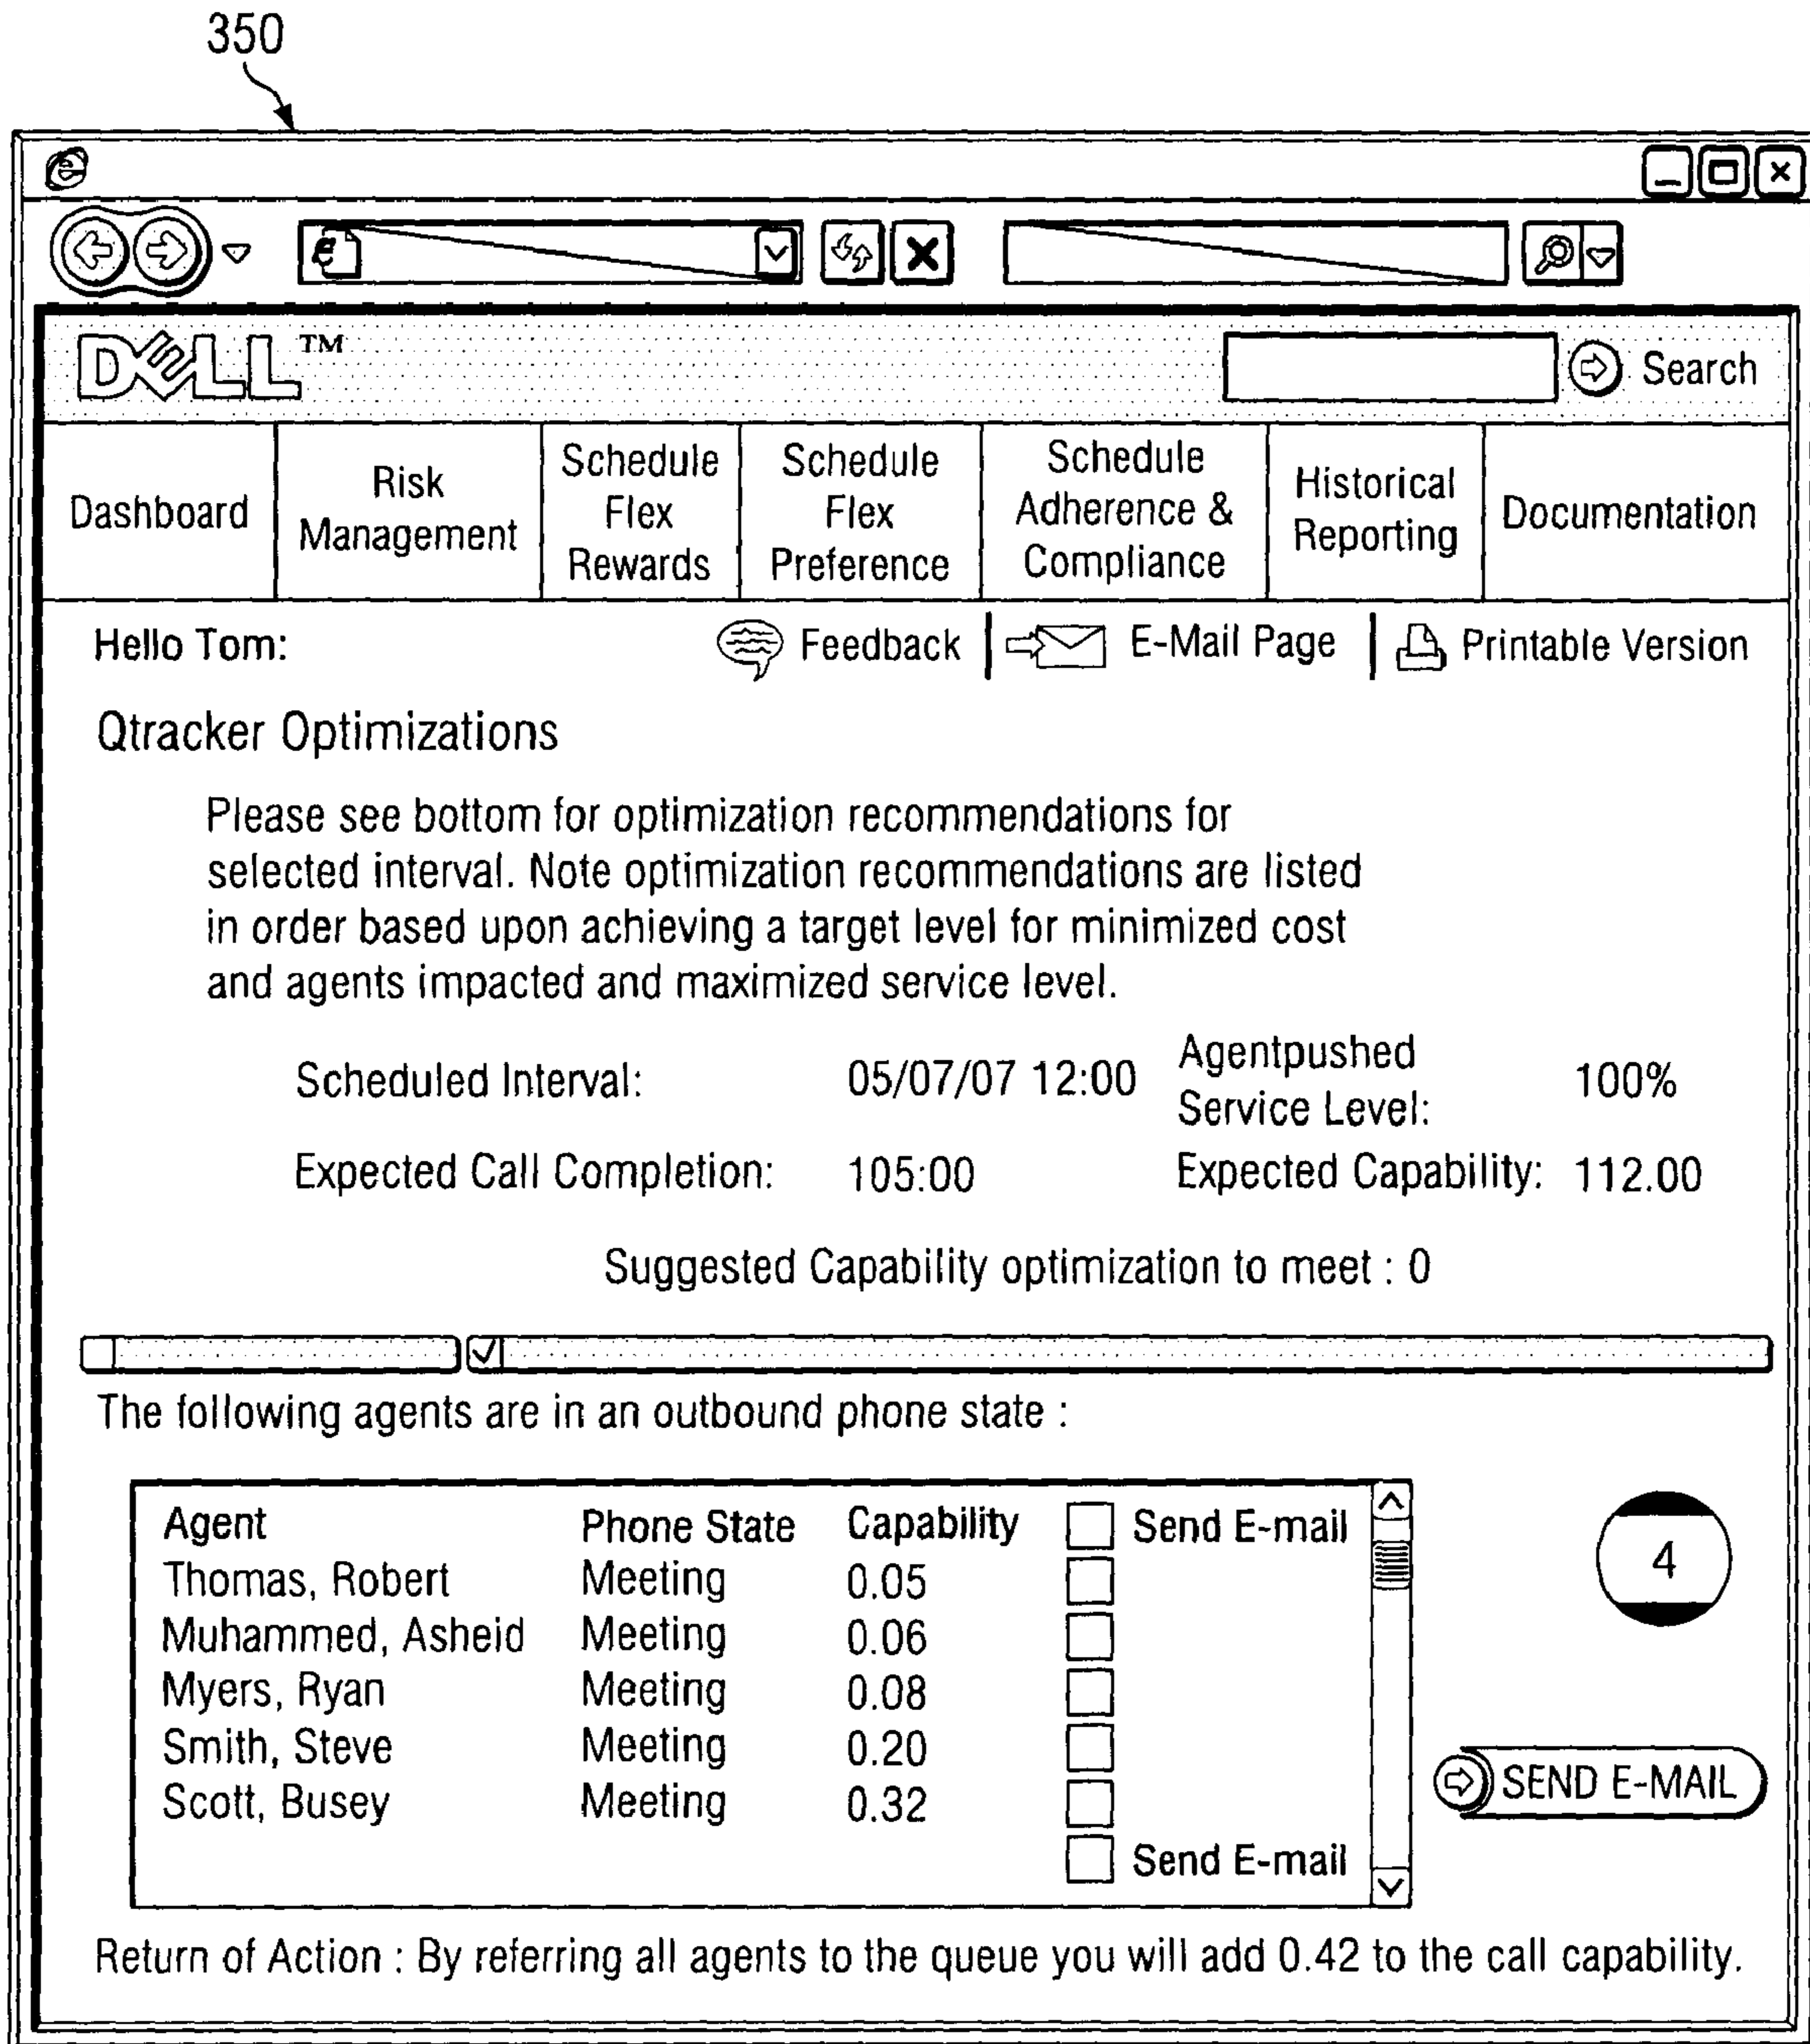 350
DELL TM
Search
Dashboard
Risk
Management
Schedule
Flex
Rewards
Schedule
Flex
Preference
Schedule
Adherence &
Compliance
Historical
Reporting
Documentation
Hello Tom: Feedback E-Mail Page Printable Version
Qtracker Optimizations
Please see bottom for optimization recommendations for
selected interval. Note optimization recommendations are listed
in order based upon achieving a target level for minimized cost
and agents impacted and maximized service level.
Scheduled Interval: 05/07/07 12:00
Agentpushed
Service Level:
100%
Expected Call Completion: 105:00 Expected Capability: 112.00
Suggested Capability optimization to meet : 0
The following agents are in an outbound phone state :
Agent Phone State Capability Send E-mail
Thomas, Robert Meeting 0.05
Muhammed, Asheid Meeting 0.06
Myers, Ryan Meeting 0.08
Smith, Steve Meeting 0.20
Scott, Busey Meeting 0.32
Send E-mail
4
SEND E-MAIL
Return of Action : By referring all agents to the queue you will add 0.42 to the call capability.